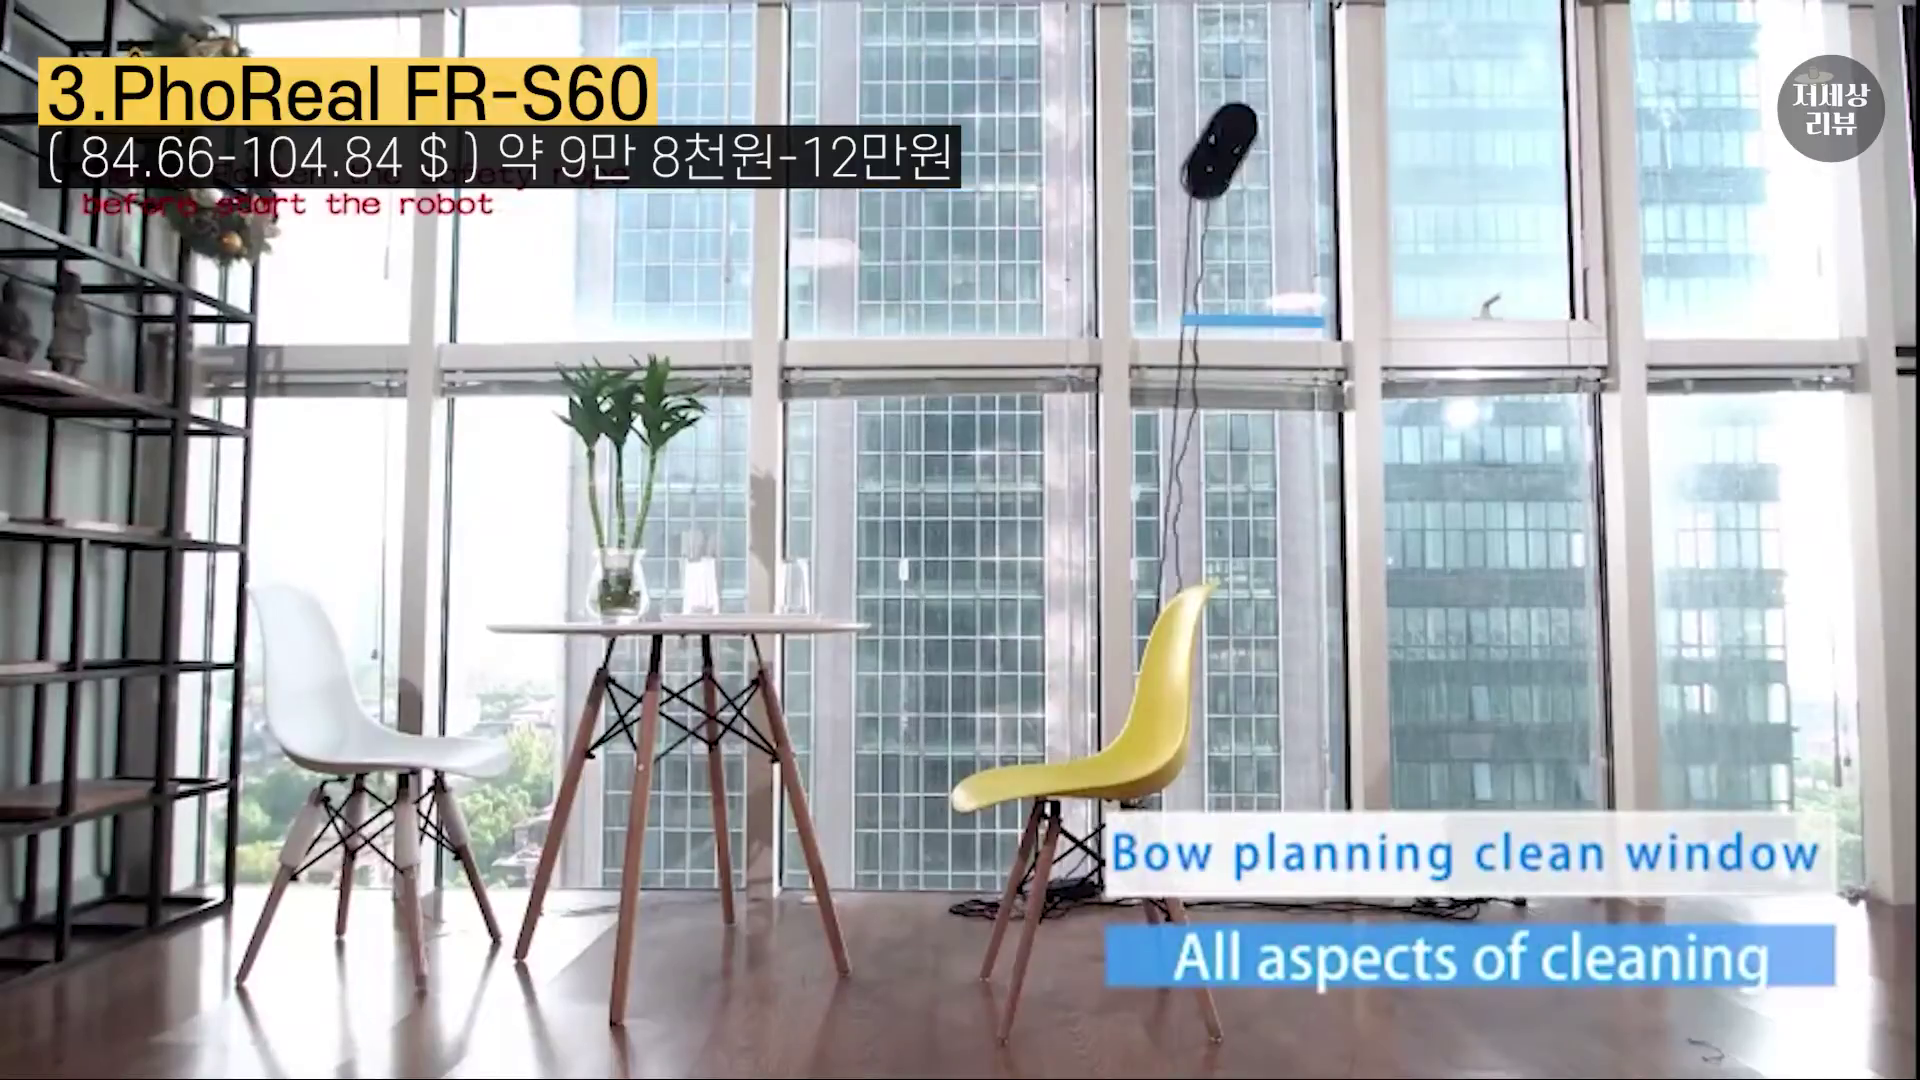 3.PhoReal FR-S60
( 84.66-104.84 $ ) 약 9만 8천원-12만원
before start the robot
저세상
리뷰
Bow planning clean window
All aspects of cleaning